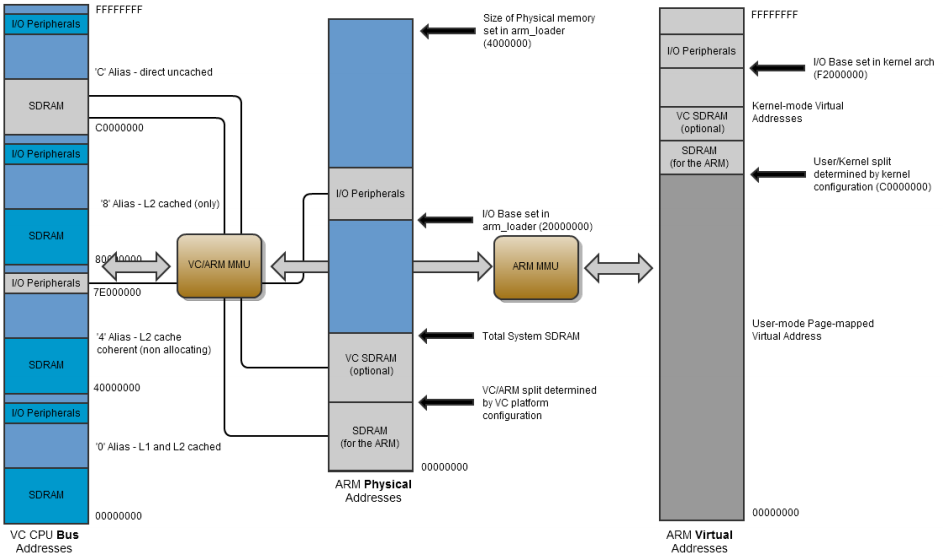 FFFFFFFF
I/O Peripherals
'C' Alias - direct uncached
SDRAM
C0000000
I/O Peripherals
'8' Alias - L2 cached (only)
SDRAM
80000000
I/O Peripherals
7E000000
'4' Alias - L2 cache
coherent (non allocating)
SDRAM
40000000
I/O Peripherals
'0' Alias - L1 and L2 cached
SDRAM
00000000
VC CPU Bus
Addresses
VC/ARM MMU
Size of Physical memory
set in arm_loader
(4000000)
I/O Peripherals
I/O Base set in
arm_loader (20000000)
Total System SDRAM
VC SDRAM
(optional)
VC/ARM split determined
by VC platform
configuration
SDRAM
(for the ARM)
00000000
ARM Physical
Addresses
ARM MMU
FFFFFFFF
I/O Peripherals
I/O Base set in kernel arch
(F2000000)
Kernel-mode Virtual
Addresses
VC SDRAM
(optional)
SDRAM
(for the ARM)
User/Kernel split
determined by kernel
configuration (C0000000)
User-mode Page-mapped
Virtual Address
00000000
ARM Virtual
Addresses